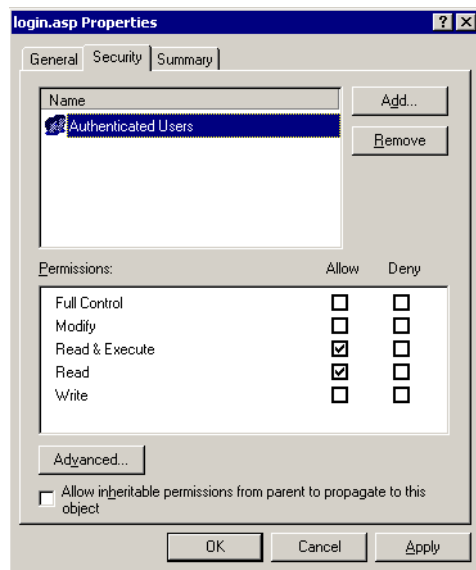 login.asp Properties
General Security Summary
Name
Add...
Authenticated Users
Remove
Permissions: Allow Deny
Full Control
Modify
Read & Execute
Read
Write
Advanced...
Allow inheritable permissions from parent to propagate to this
object
OK Cancel Apply